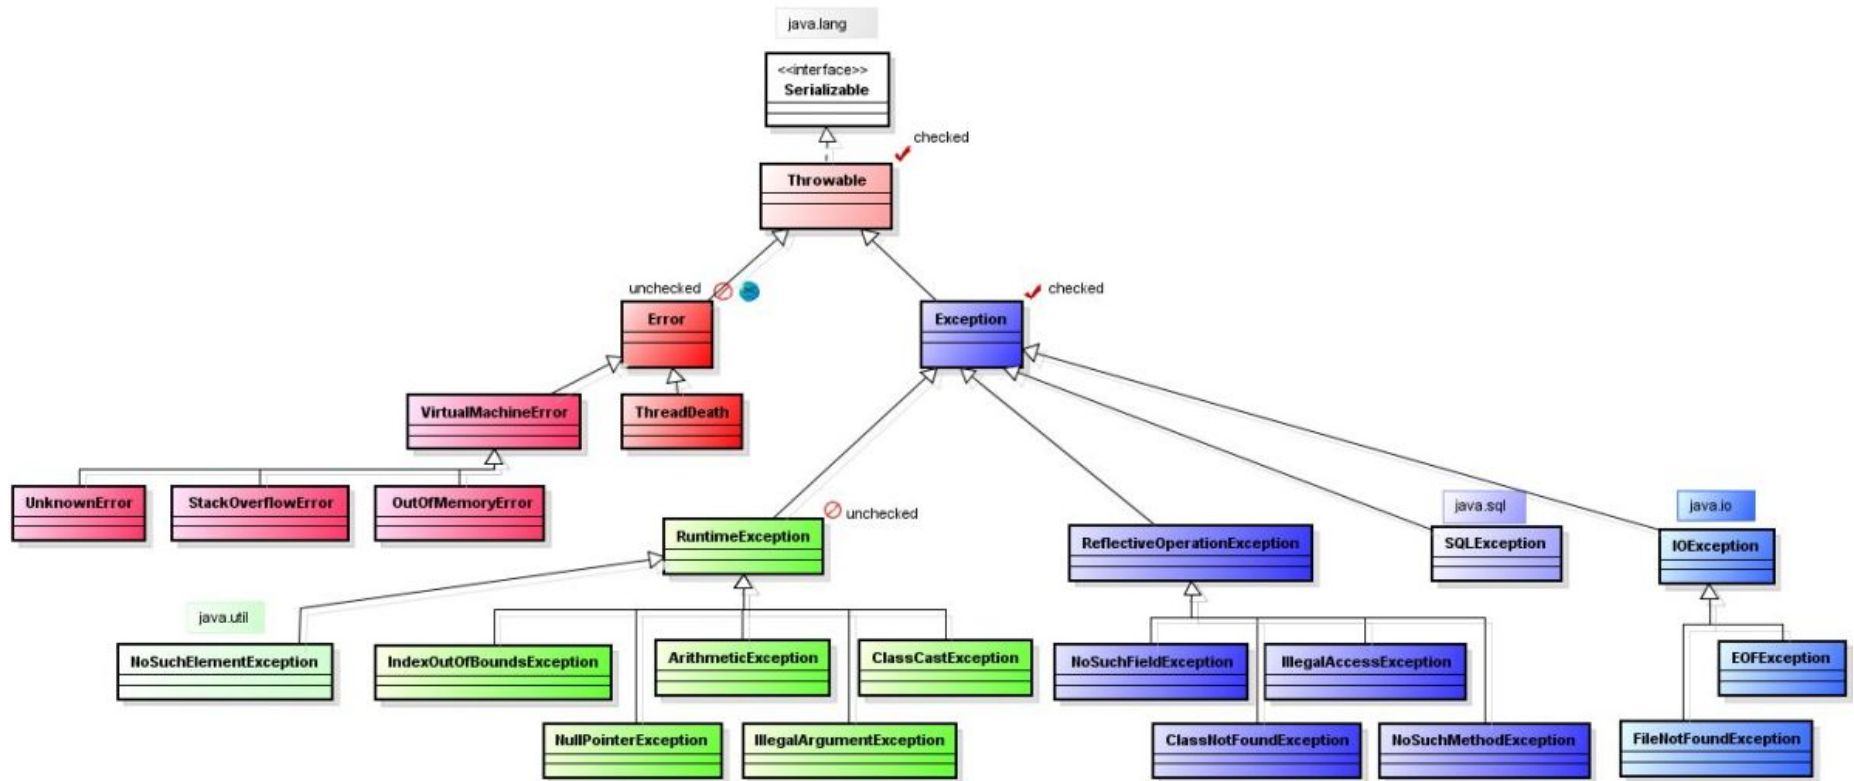 java.lang
<<interface>>
Serializable
checked
Throwable
unchecked
checked
Error
Exception
VirtualMachineError
ThreadDeath
UnknownError
StackOverflowError
OutOfMemoryError
unchecked
java.sql
java.io
RuntimeException
ReflectiveOperationException
SQLException
IOException
java.util
NoSuchElementException
IndexOutOfBoundsException
ArithmeticException
ClassCastException
NoSuchFieldException
IllegalAccessException
EOFException
NullPointerException
IllegalArgumentException
ClassNotFoundException
NoSuchMethodException
FileNotFoundException